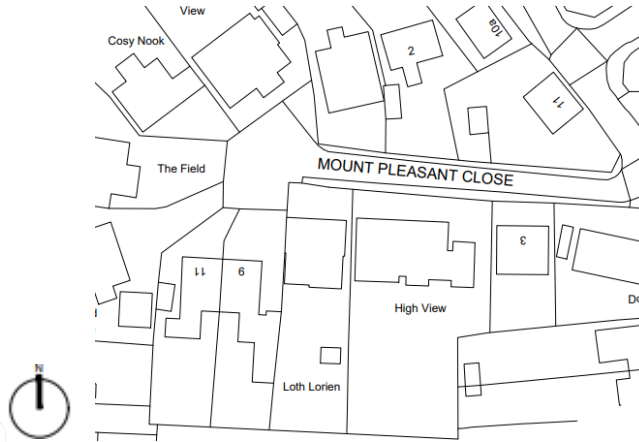 View
Cosy Nook
2
10a
11
MOUNT PLEASANT CLOSE
The Field
11
9
3
High View
Do
Loth Lorien
N